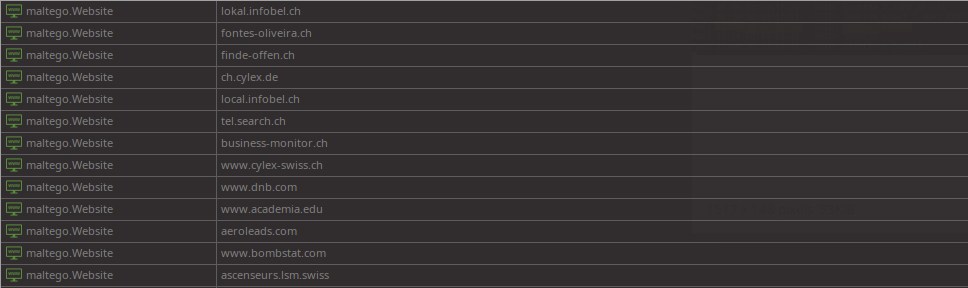 maltego.Website lokal.infobel.ch
maltego.Website fontes-oliveira.ch
maltego.Website finde-offen.ch
maltego.Website ch.cylex.de
maltego.Website local.infobel.ch
maltego.Website tel.search.ch
maltego.Website business-monitor.ch
maltego.Website www.cylex-swiss.ch
maltego.Website www.dnb.com
maltego.Website www.academia.edu
maltego.Website aeroleads.com
maltego.Website www.bombstat.com
maltego.Website ascenseurs.lsm.swiss